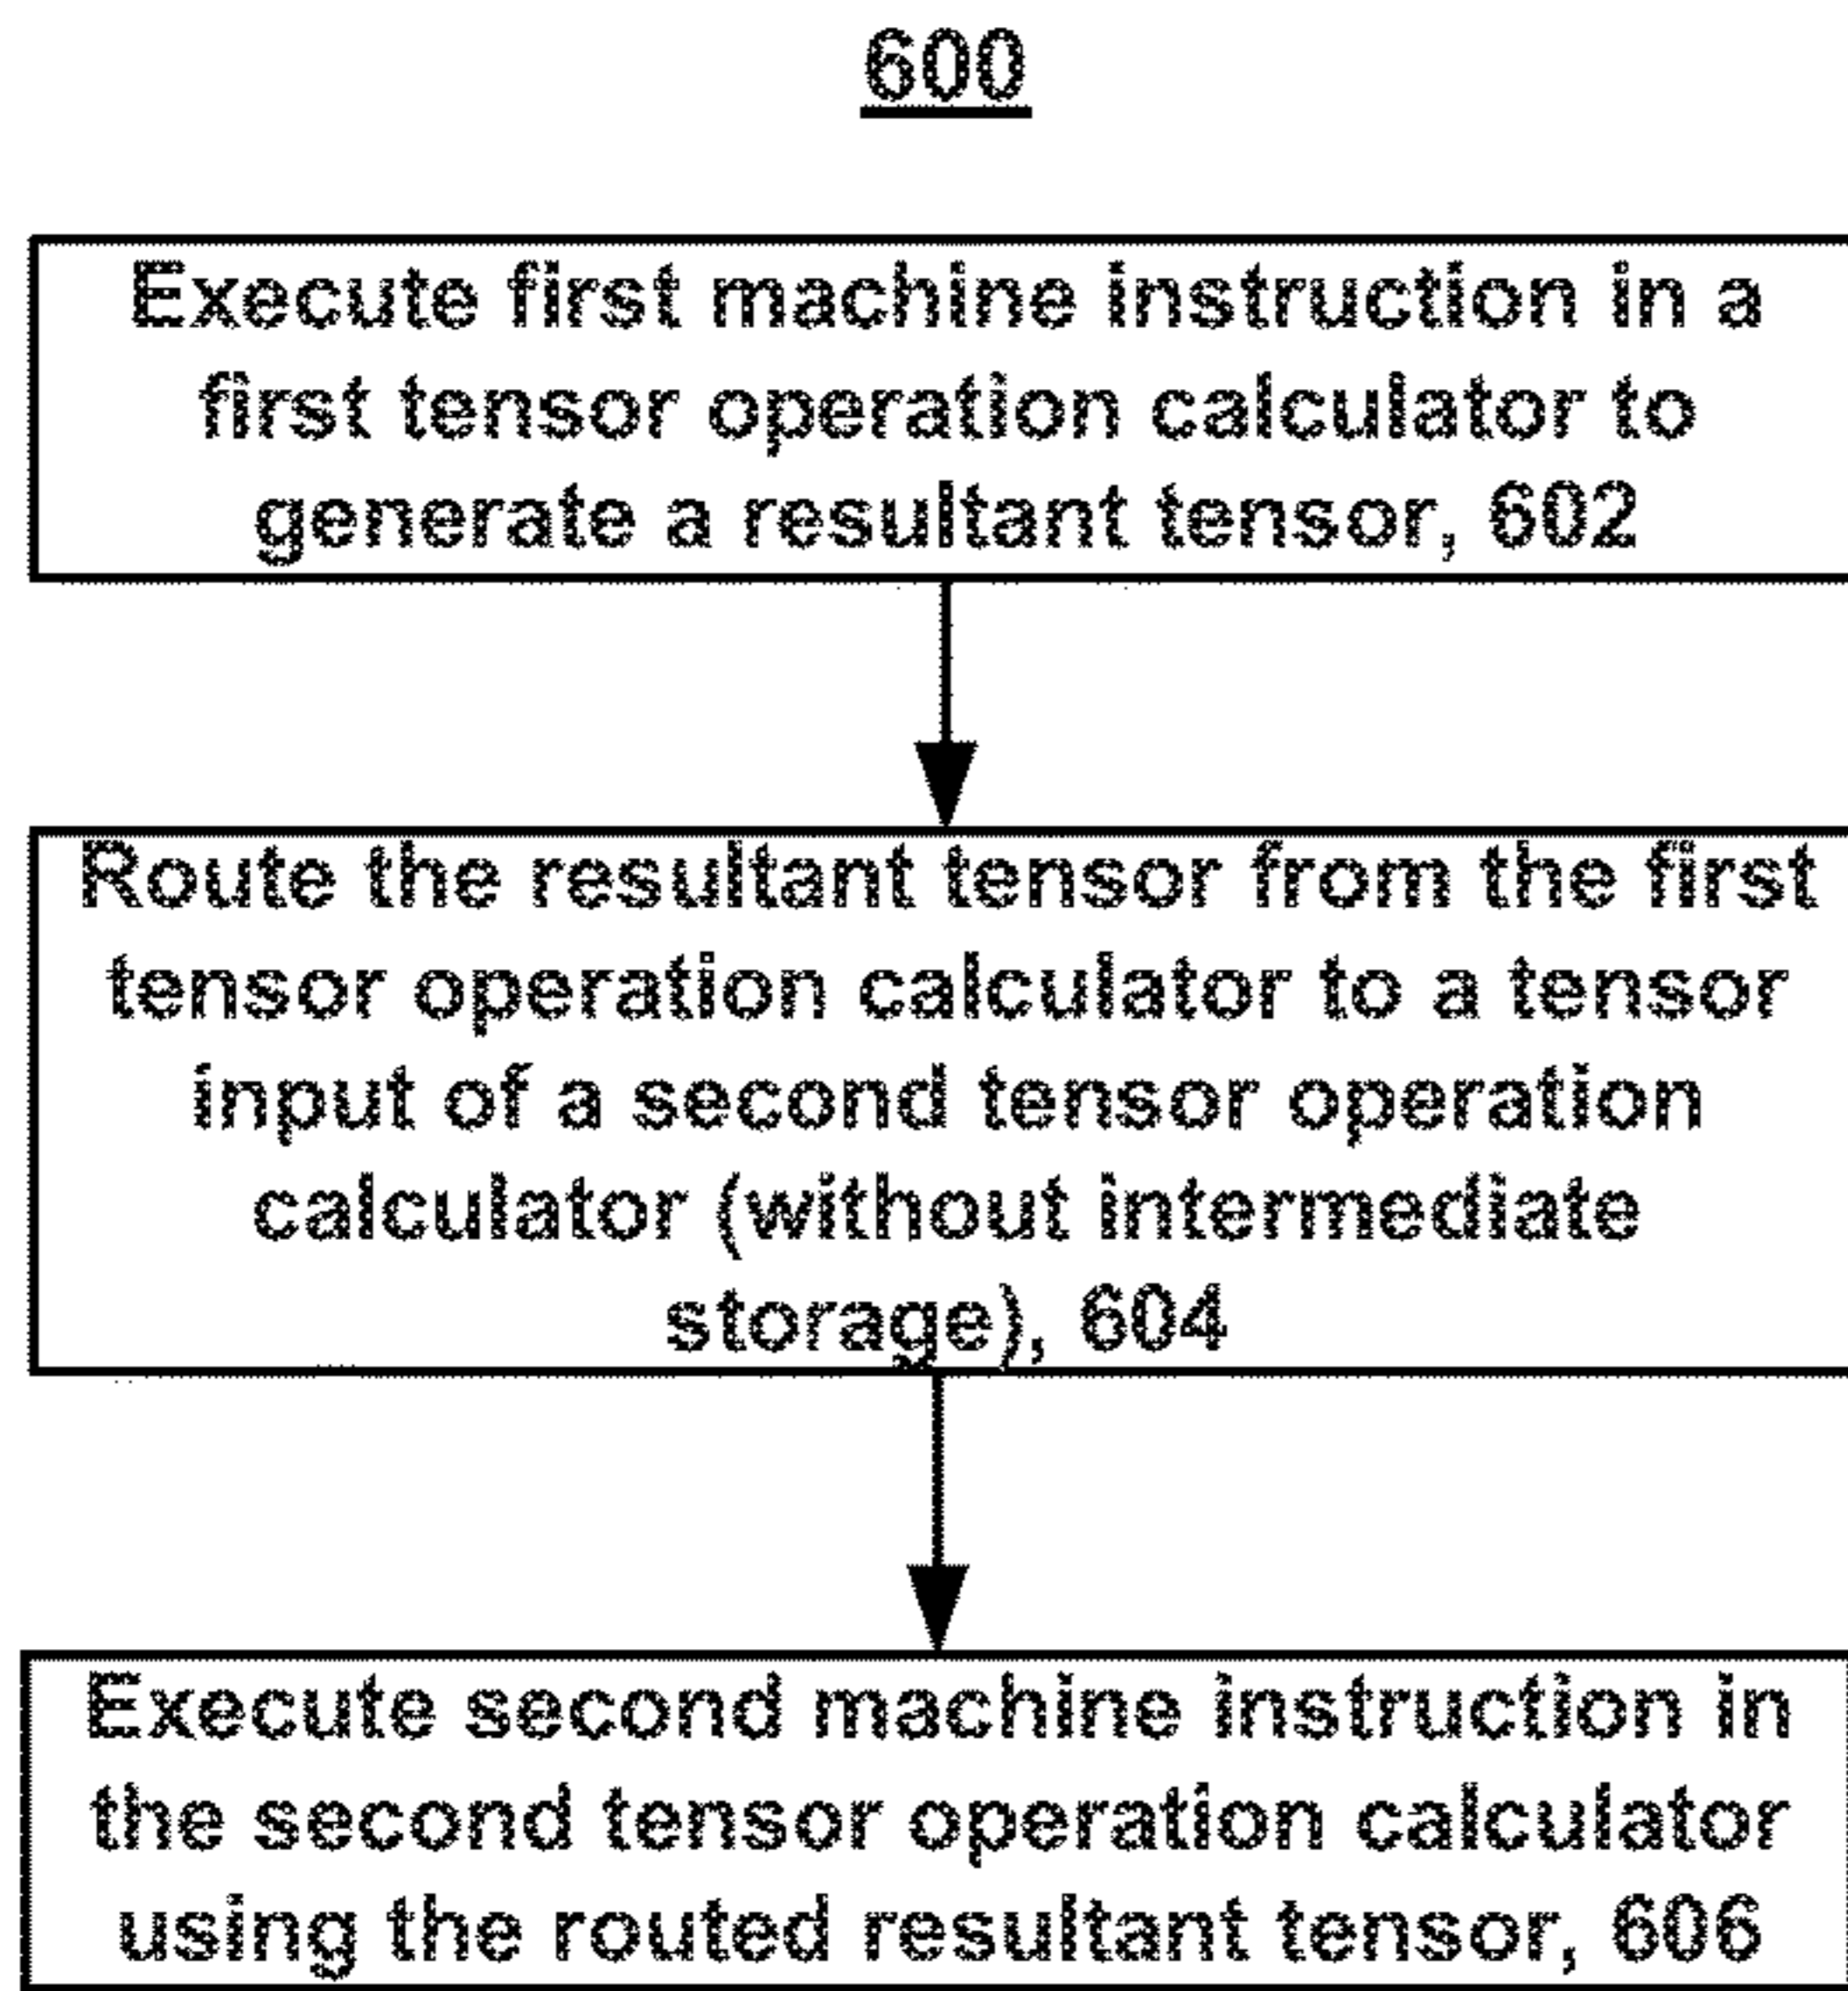 600
Execute first machine instruction in a
first tensor operation calculator to
generate a resultant tensor, 602
Route the resultant tensor from the first
tensor operation calculator to a tensor
input of a second tensor operation
calculator (without intermediate
storage), 604
Execute second machine instruction in
the second tensor operation calculator
using the routed resultant tensor, 606